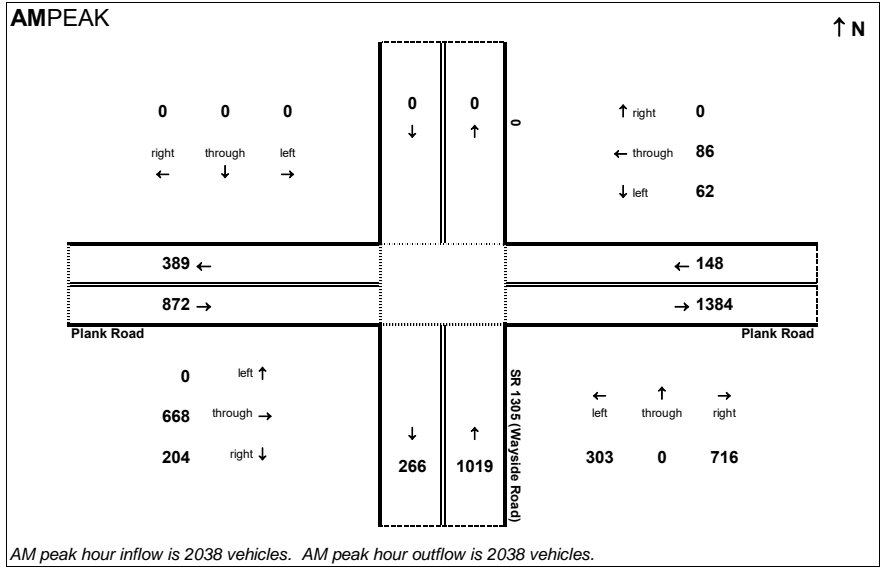 AMPEAK
↑ N
0 0 0
right through left
← ↓ →
0 0
↓ ↑
0
↑ right 0
← through 86
↓ left 62
389 ←
872 →
← 148
→ 1384
Plank Road
Plank Road
0 left ↑
668 through →
204 right ↓
↓ ↑
266 1019
SR 1305 (Wayside Road)
← ↑ →
left through right
303 0 716
AM peak hour inflow is 2038 vehicles. AM peak hour outflow is 2038 vehicles.